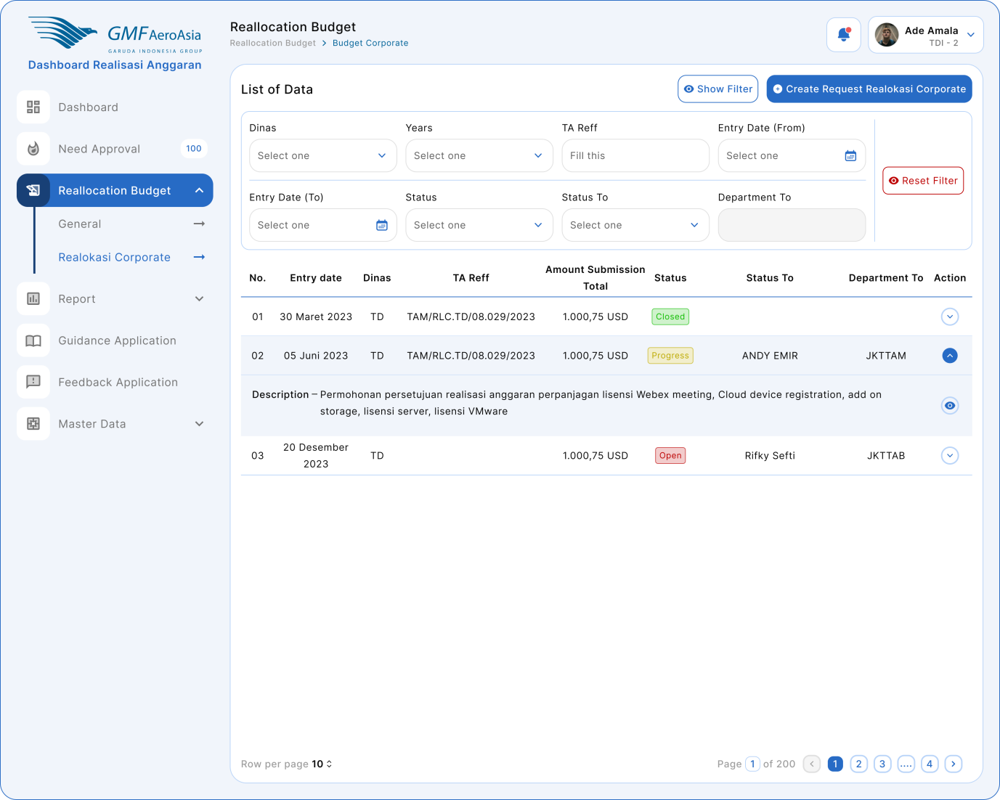 GMF AeroAsia
GARUDA INDONESIA GROUP
Dashboard Realisasi Anggaran
Dashboard
Need Approval 100
Reallocation Budget
General
Realokasi Corporate
Report
Guidance Application
Feedback Application
Master Data
Reallocation Budget
Reallocation Budget > Budget Corporate
Ade Amala
TDI - 2
List of Data
Show Filter
Create Request Realokasi Corporate
Dinas Years TA Reff Entry Date (From)
Select one Select one Fill this Select one
Reset Filter
Entry Date (To) Status Status To Department To
Select one Select one Select one
No. Entry date Dinas TA Reff Amount Submission Total Status Status To Department To Action
01 30 Maret 2023 TD TAM/RLC.TD/08.029/2023 1.000,75 USD Closed
02 05 Juni 2023 TD TAM/RLC.TD/08.029/2023 1.000,75 USD Progress ANDY EMIR JKTTAM
Description – Permohonan persetujuan realisasi anggaran perpanjagan lisensi Webex meeting, Cloud device registration, add on
storage, lisensi server, lisensi VMware
03 20 Desember 2023 TD 1.000,75 USD Open Rifky Sefti JKTTAB
Row per page 10
Page 1 of 200 < 1 2 3 .... 4 >